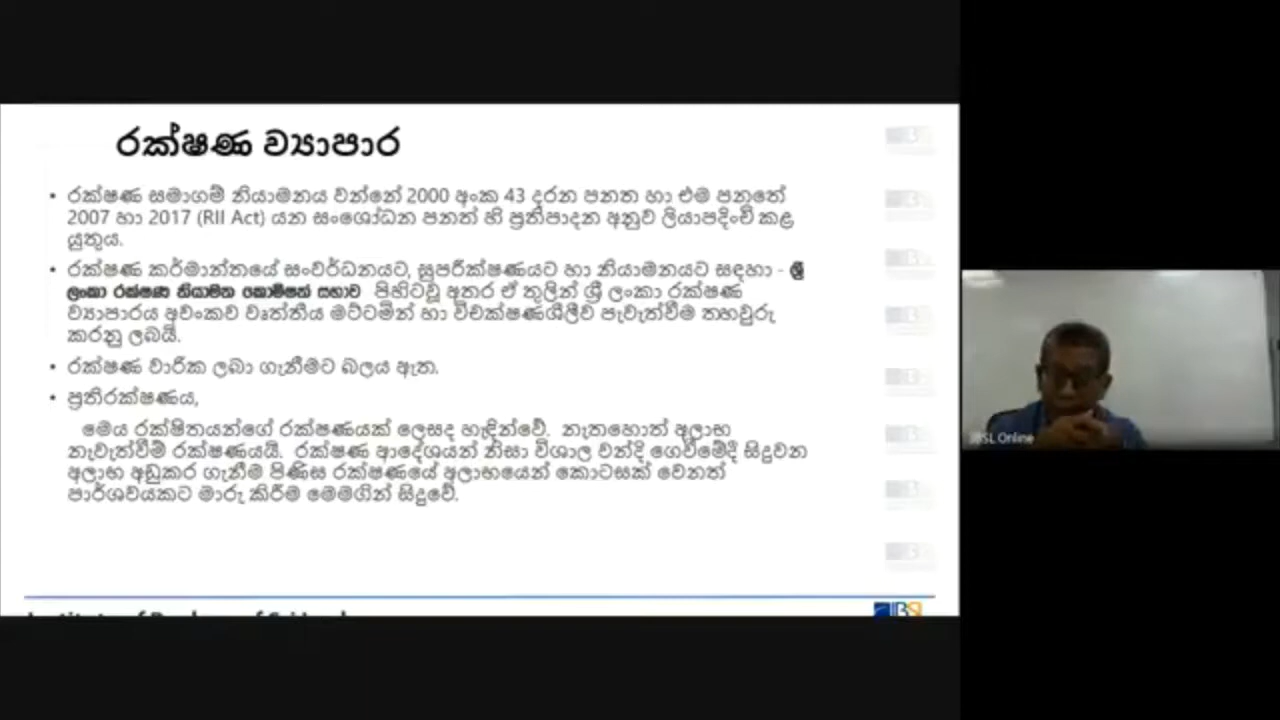 රක්ෂණ ව්‍යාපාර
• රක්ෂණ සමාගම් නියාමනය වන්නේ 2000 අංක 43 දරන පනත හා එම පනතේ
2007 හා 2017 (RII Act) යන සංශෝධන පනත් හි ප්‍රතිපාදන අනුව ලියාපදිංචි කළ
යුතුය.
• රක්ෂණ කර්මාන්තයේ සංවර්ධනයට, සුපරීක්ෂණයට හා නියාමනයට සඳහා - ශ්‍රී
ලංකා රක්ෂණ නියාමන කොමිෂන් සභාව පිහිටවූ අතර ඒ තුලින් ශ්‍රී ලංකා රක්ෂණ
ව්‍යාපාරය අවංකව වෘත්තීය මට්ටමින් හා විචක්ෂණශීලීව පැවැත්වීම තහවුරු
කරනු ලබයි.
• රක්ෂණ වාරික ලබා ගැනීමට බලය ඇත.
• ප්‍රතිරක්ෂණය,
මෙය රක්ෂිතයන්ගේ රක්ෂණයක් ලෙසද හැඳින්වේ. නැතහොත් අලාභ
නැවැත්වීම් රක්ෂණයයි. රක්ෂණ ආදේශයන් නිසා විශාල වන්දි ගෙවීමේදී සිදුවන
අලාභ අඩුකර ගැනීම පිණිස රක්ෂණයේ අලාභයෙන් කොටසක් වෙනත්
පාර්ශවයකට මාරු කිරීම මෙමගින් සිදුවේ.
IBSL Online